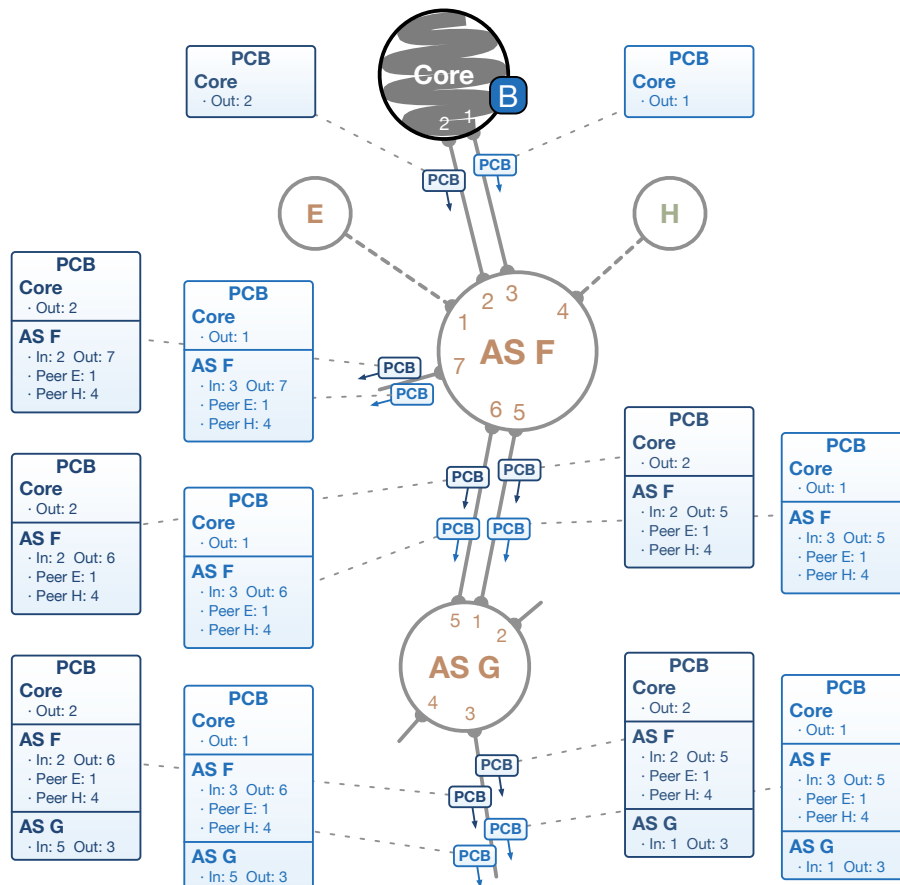 PCB
Core
· Out: 2
Core
B
2
1
PCB
Core
· Out: 1
PCB
PCB
E
H
PCB
Core
· Out: 2
AS F
· In: 2 Out: 7
· Peer E: 1
· Peer H: 4
PCB
Core
· Out: 1
AS F
· In: 3 Out: 7
· Peer E: 1
· Peer H: 4
PCB
PCB
1
2
3
4
AS F
7
6
5
PCB
Core
· Out: 2
AS F
· In: 2 Out: 6
· Peer E: 1
· Peer H: 4
PCB
Core
· Out: 1
AS F
· In: 3 Out: 6
· Peer E: 1
· Peer H: 4
PCB
PCB
PCB
PCB
PCB
Core
· Out: 2
AS F
· In: 2 Out: 5
· Peer E: 1
· Peer H: 4
PCB
Core
· Out: 1
AS F
· In: 3 Out: 5
· Peer E: 1
· Peer H: 4
5
1
2
AS G
4
3
PCB
Core
· Out: 2
AS F
· In: 2 Out: 6
· Peer E: 1
· Peer H: 4
AS G
· In: 5 Out: 3
PCB
Core
· Out: 1
AS F
· In: 3 Out: 6
· Peer E: 1
· Peer H: 4
AS G
· In: 5 Out: 3
PCB
PCB
PCB
PCB
PCB
Core
· Out: 2
AS F
· In: 2 Out: 5
· Peer E: 1
· Peer H: 4
AS G
· In: 1 Out: 3
PCB
Core
· Out: 1
AS F
· In: 3 Out: 5
· Peer E: 1
· Peer H: 4
AS G
· In: 1 Out: 3